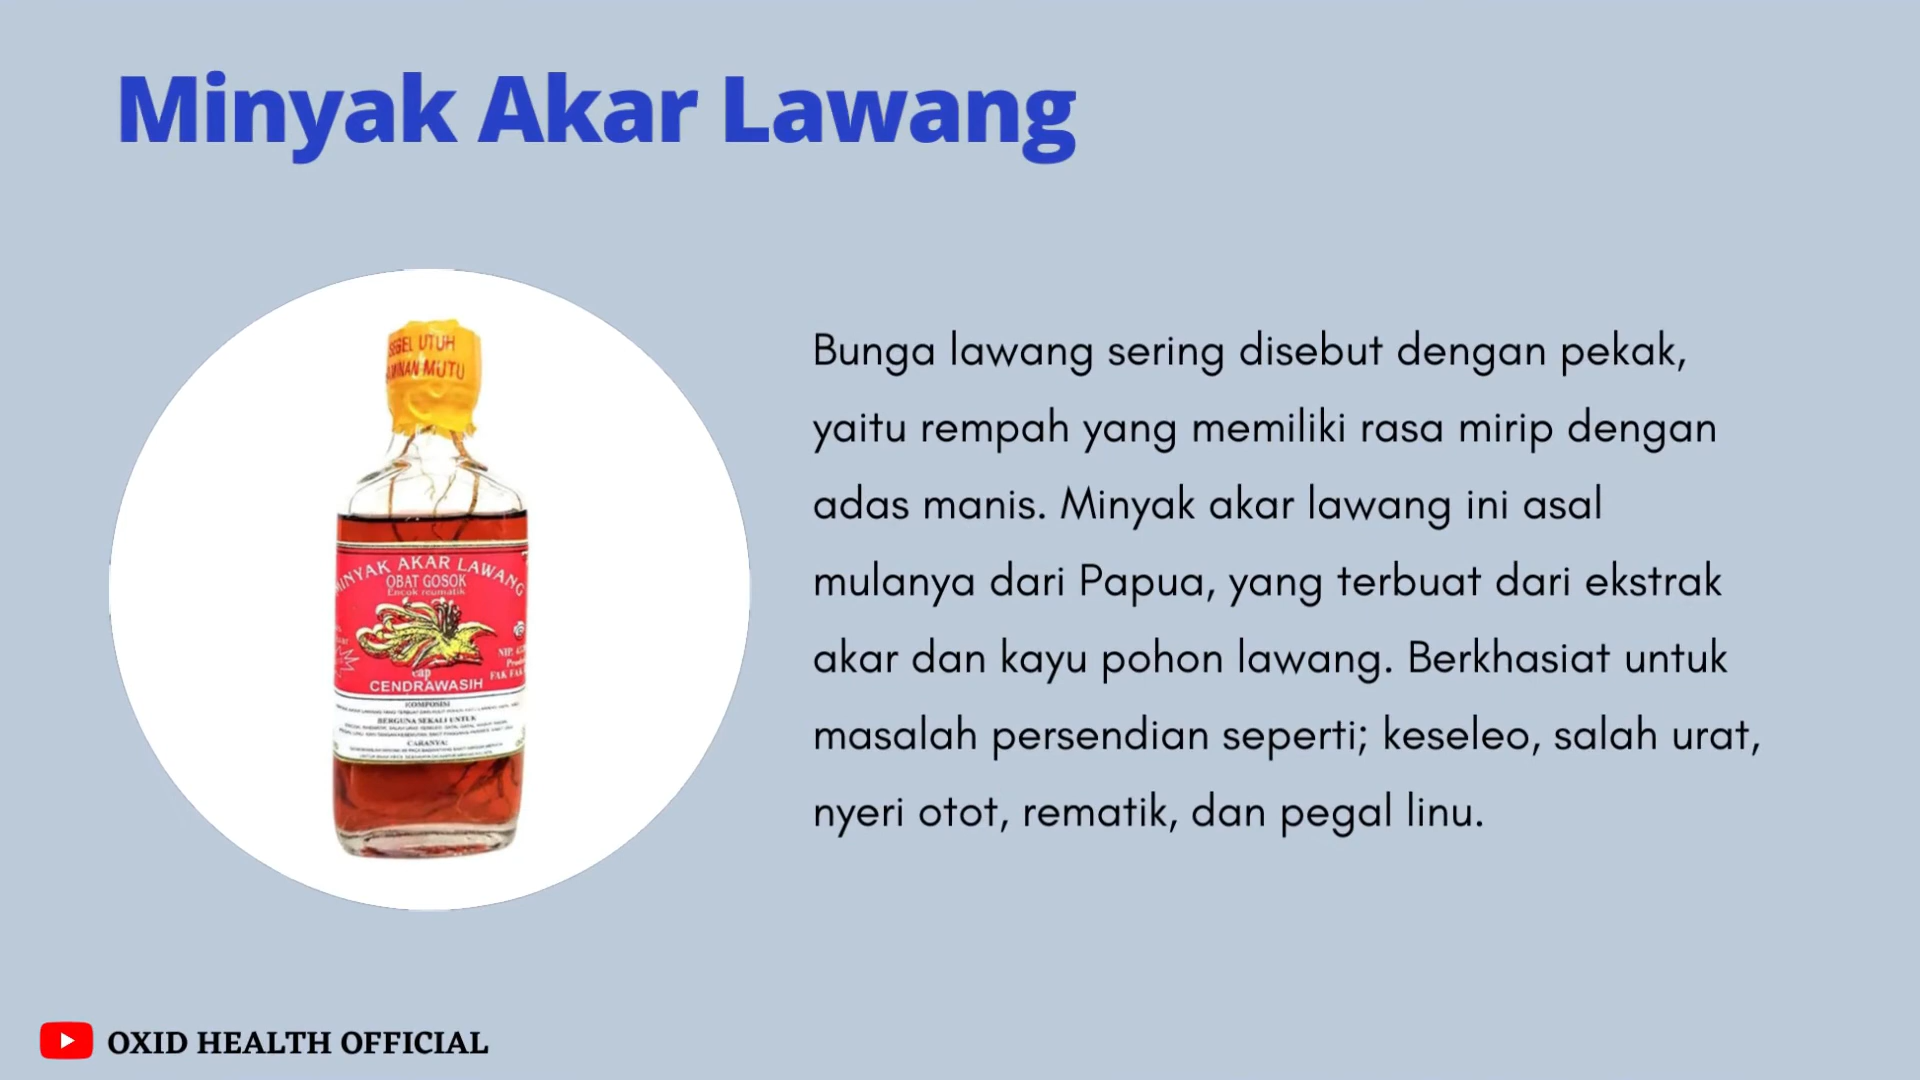 Minyak Akar Lawang
SEGEL UTUH
MUTU
MINYAK AKAR LAWANG
OBAT GOSOK
Encok reumatik
cap
CENDRAWASIH
FAK FAK
KOMPOSISI
BERGUNA SEKALI UNTUK
CARANYA:
Bunga lawang sering disebut dengan pekak,
yaitu rempah yang memiliki rasa mirip dengan
adas manis. Minyak akar lawang ini asal
mulanya dari Papua, yang terbuat dari ekstrak
akar dan kayu pohon lawang. Berkhasiat untuk
masalah persendian seperti; keseleo, salah urat,
nyeri otot, rematik, dan pegal linu.
OXID HEALTH OFFICIAL